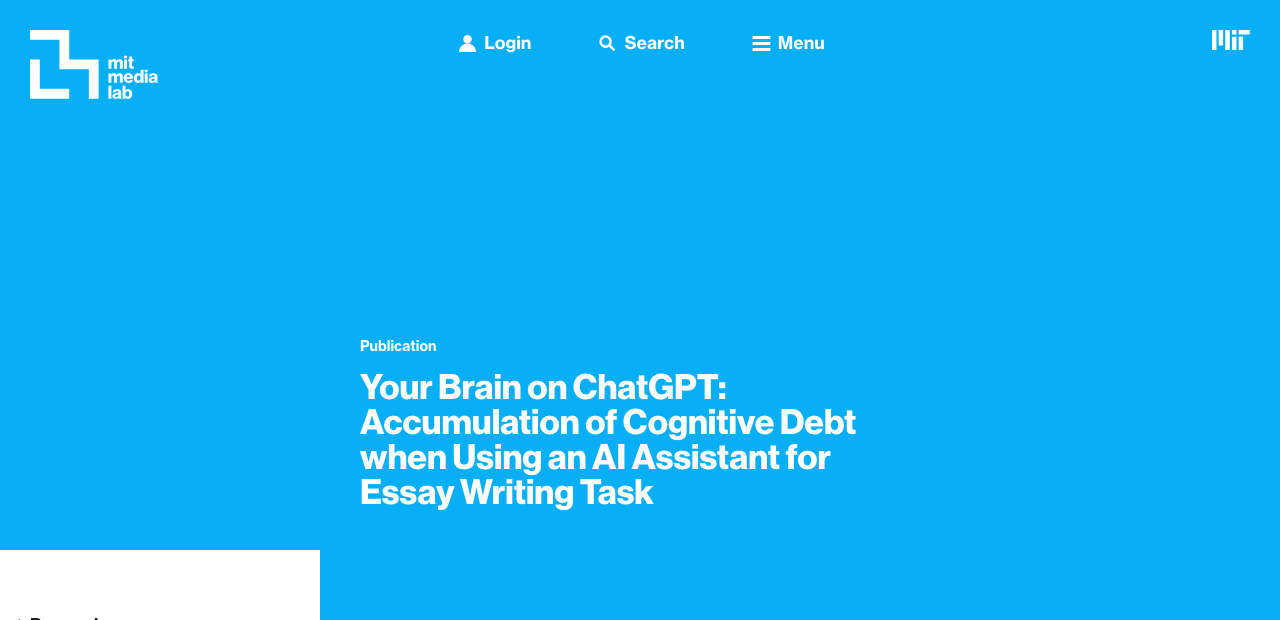 mit
media
lab
Login
Search
Menu
Publication
Your Brain on ChatGPT:
Accumulation of Cognitive Debt
when Using an AI Assistant for
Essay Writing Task